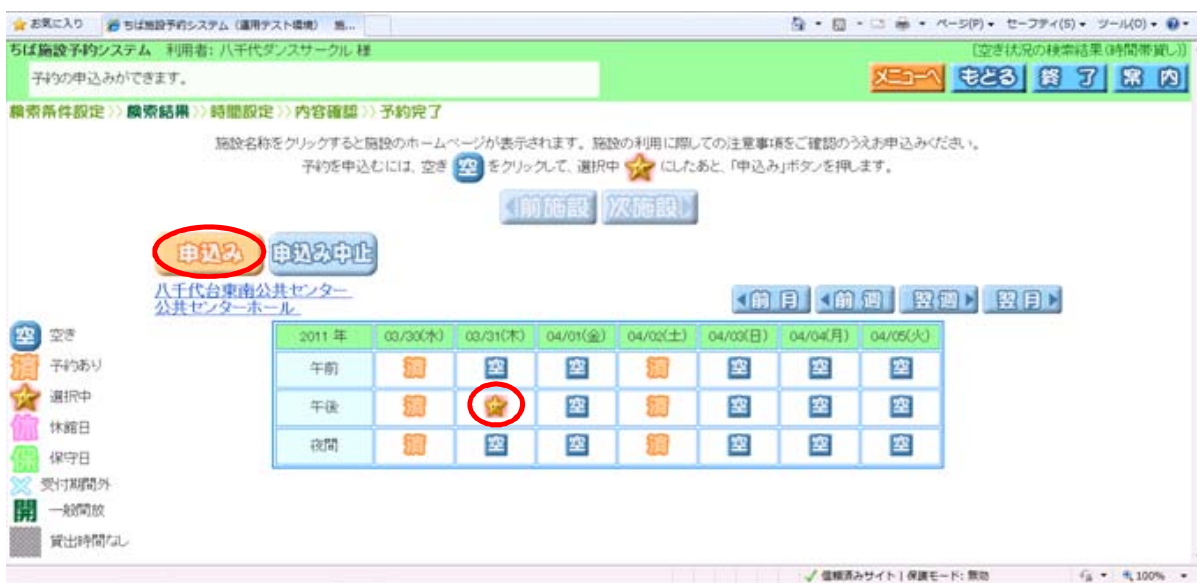 お気に入り ちば施設予約システム (運用テスト環境) 施... ページ(P) セーフティ(S) ツール(O)
ちば施設予約システム 利用者: 八千代ダンスサークル 様 [空き状況の検索結果(時間帯貸し)]
予約の申込みができます。 メニューへ もどる 終了 案内
検索条件設定 >> 検索結果 >> 時間設定 >> 内容確認 >> 予約完了
施設名称をクリックすると施設のホームページが表示されます。施設の利用に際しての注意事項をご確認のうえお申込みください。
予約を申込むには、空き 空 をクリックして、選択中 にしたあと、「申込み」ボタンを押します。
前施設 次施設
申込み 申込み中止
八千代台東南公共センター
公共センターホール
前月 前週 翌週 翌月
2011 年 03/30(水) 03/31(木) 04/01(金) 04/02(土) 04/03(日) 04/04(月) 04/05(火)
午前 済 空 空 済 空 空 空
午後 済 空 済 空 空 空
夜間 済 空 空 済 空 空 空
空 空き
済 予約あり
選択中
休 休館日
保 保守日
受付期間外
開 一般開放
貸出時間なし
信頼済みサイト | 保護モード: 無効 100%